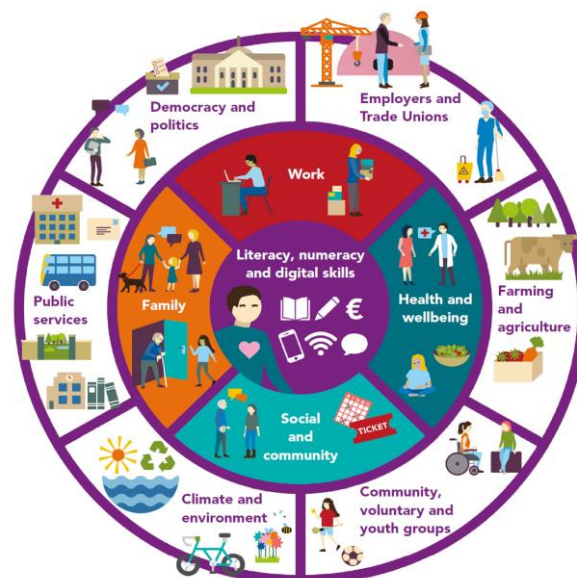 Democracy and
politics
Employers and
Trade Unions
Work
Literacy, numeracy
and digital skills
€
Public
services
Family
Health and
wellbeing
Farming
and
agriculture
Social
and
community
TICKET
Climate and
environment
Community,
voluntary and
youth groups